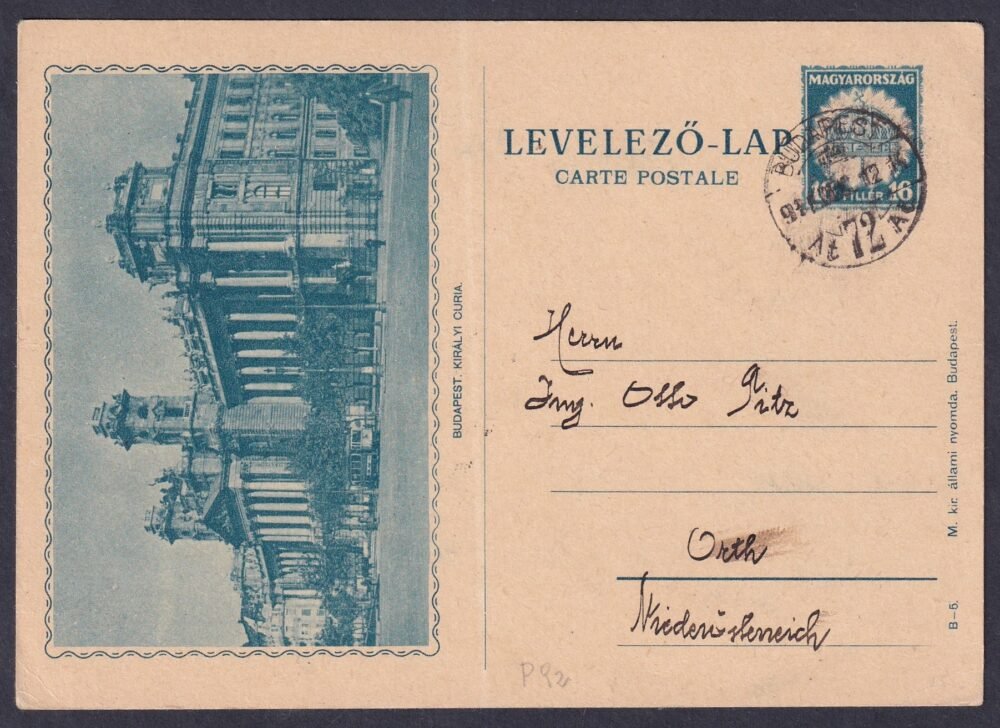 MAGYARORSZÁG
LEVELEZŐ-LAP
CARTE POSTALE
BUDAPEST
72
FILLÉR 16
BUDAPEST. KIRÁLYI CURIA.
Herrn
Ing. Otto Pitz
Orth
Niederösterreich
M. kir. állami nyomda. Budapest.
B–5.
P92